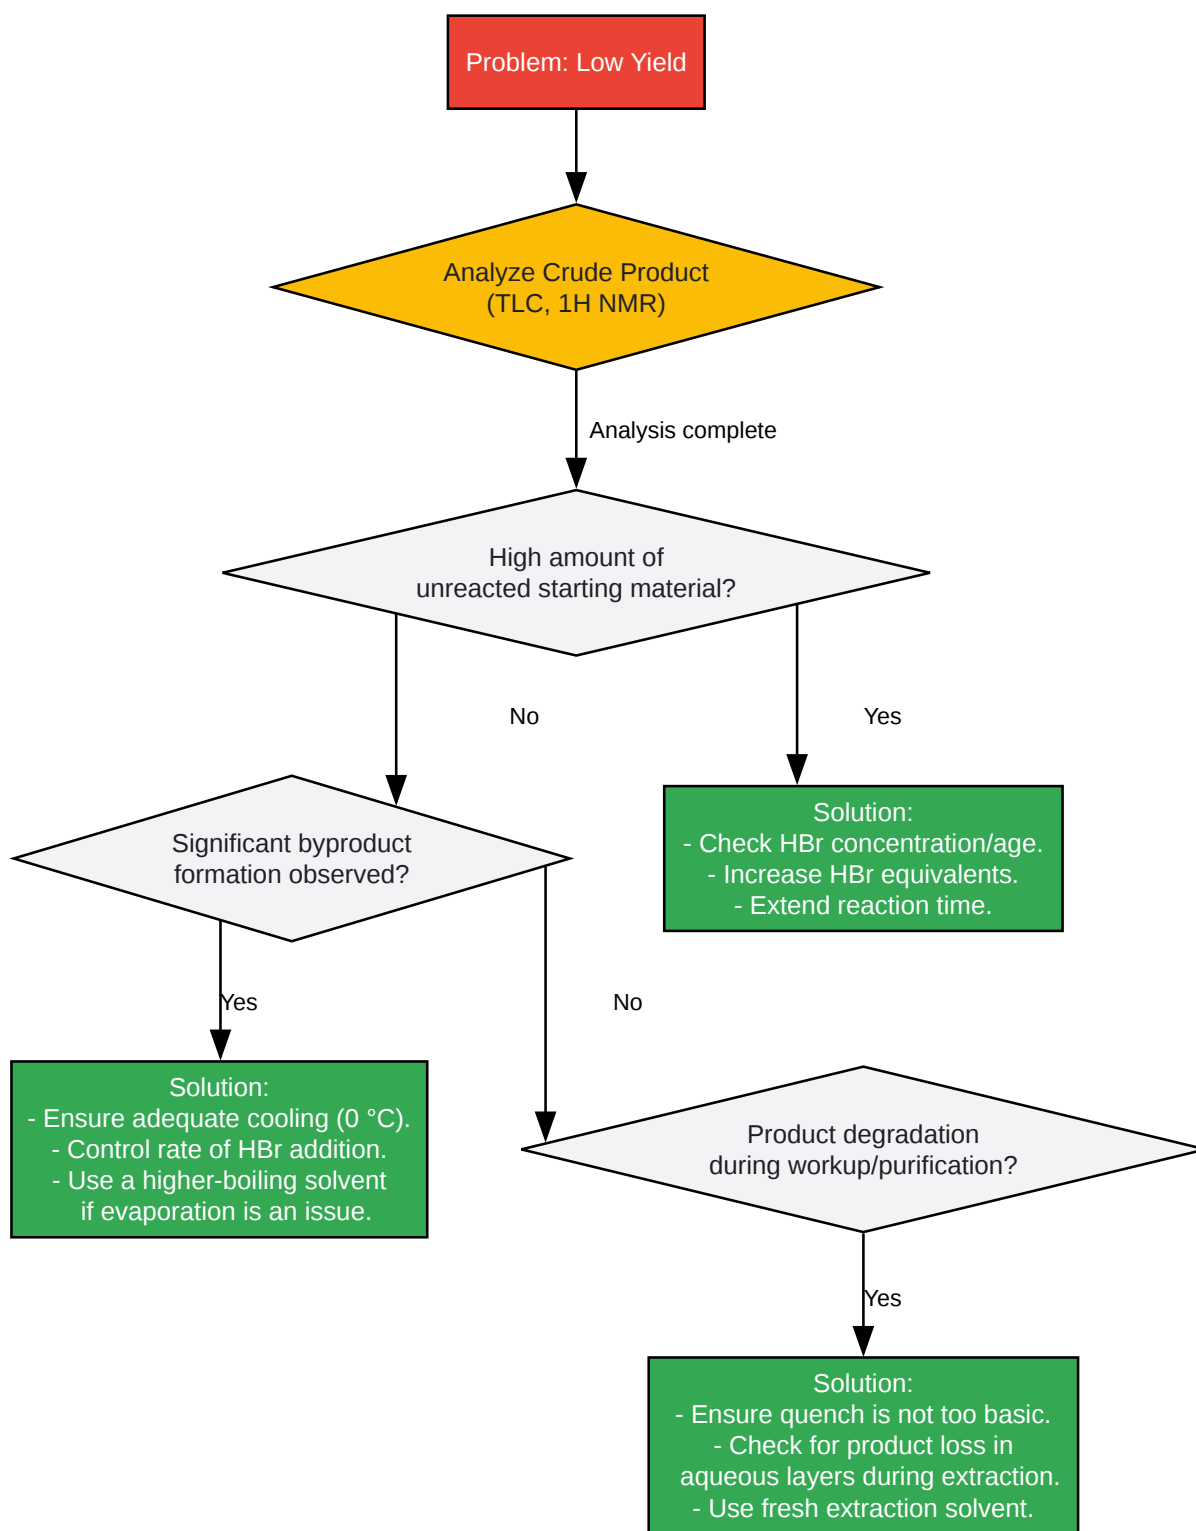 Problem: Low Yield
Analyze Crude Product
(TLC, 1H NMR)
Analysis complete
High amount of
unreacted starting material?
No
Yes
Significant byproduct
formation observed?
Solution:
- Check HBr concentration/age.
- Increase HBr equivalents.
- Extend reaction time.
Yes
No
Solution:
- Ensure adequate cooling (0 °C).
- Control rate of HBr addition.
- Use a higher-boiling solvent
if evaporation is an issue.
Product degradation
during workup/purification?
Yes
Solution:
- Ensure quench is not too basic.
- Check for product loss in
aqueous layers during extraction.
- Use fresh extraction solvent.